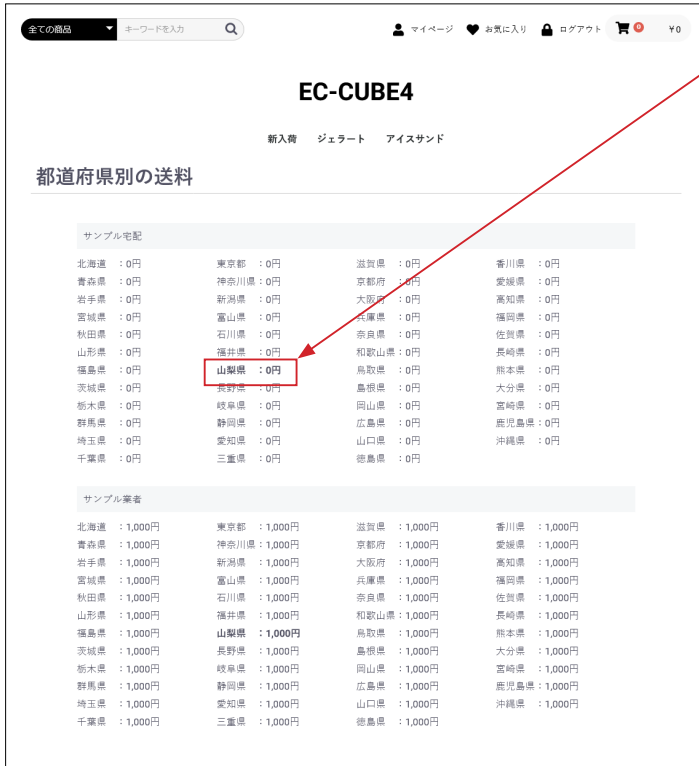 全ての商品 キーワードを入力 マイページ お気に入り ログアウト 0 ¥0
EC-CUBE4
新入荷 ジェラート アイスサンド
都道府県別の送料
サンプル宅配
北海道 :0円 東京都 :0円 滋賀県 :0円 香川県 :0円
青森県 :0円 神奈川県:0円 京都府 :0円 愛媛県 :0円
岩手県 :0円 新潟県 :0円 大阪府 :0円 高知県 :0円
宮城県 :0円 富山県 :0円 兵庫県 :0円 福岡県 :0円
秋田県 :0円 石川県 :0円 奈良県 :0円 佐賀県 :0円
山形県 :0円 福井県 :0円 和歌山県:0円 長崎県 :0円
福島県 :0円 山梨県 :0円 鳥取県 :0円 熊本県 :0円
茨城県 :0円 長野県 :0円 島根県 :0円 大分県 :0円
栃木県 :0円 岐阜県 :0円 岡山県 :0円 宮崎県 :0円
群馬県 :0円 静岡県 :0円 広島県 :0円 鹿児島県:0円
埼玉県 :0円 愛知県 :0円 山口県 :0円 沖縄県 :0円
千葉県 :0円 三重県 :0円 徳島県 :0円
サンプル業者
北海道 :1,000円 東京都 :1,000円 滋賀県 :1,000円 香川県 :1,000円
青森県 :1,000円 神奈川県:1,000円 京都府 :1,000円 愛媛県 :1,000円
岩手県 :1,000円 新潟県 :1,000円 大阪府 :1,000円 高知県 :1,000円
宮城県 :1,000円 富山県 :1,000円 兵庫県 :1,000円 福岡県 :1,000円
秋田県 :1,000円 石川県 :1,000円 奈良県 :1,000円 佐賀県 :1,000円
山形県 :1,000円 福井県 :1,000円 和歌山県:1,000円 長崎県 :1,000円
福島県 :1,000円 山梨県 :1,000円 鳥取県 :1,000円 熊本県 :1,000円
茨城県 :1,000円 長野県 :1,000円 島根県 :1,000円 大分県 :1,000円
栃木県 :1,000円 岐阜県 :1,000円 岡山県 :1,000円 宮崎県 :1,000円
群馬県 :1,000円 静岡県 :1,000円 広島県 :1,000円 鹿児島県:1,000円
埼玉県 :1,000円 愛知県 :1,000円 山口県 :1,000円 沖縄県 :1,000円
千葉県 :1,000円 三重県 :1,000円 徳島県 :1,000円